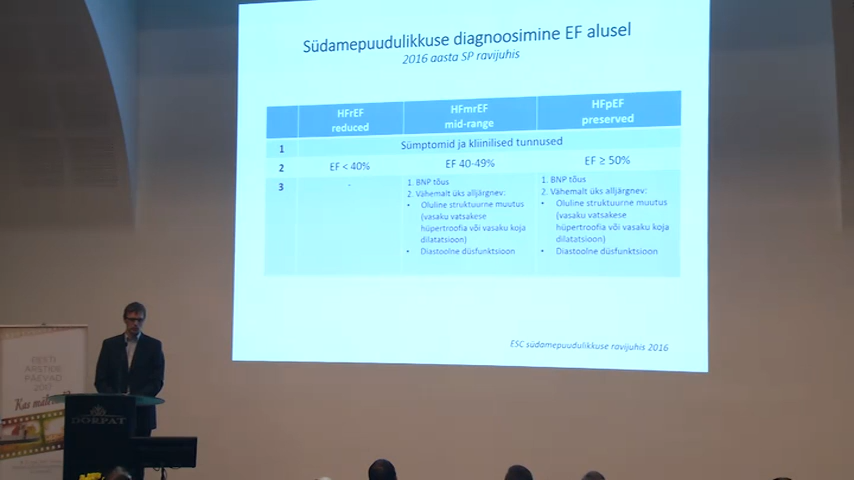 Südamepuudulikkuse diagnoosimine EF alusel
2016 aasta SP ravijuhis
HFrEF
reduced
HFmrEF
mid-range
HFpEF
preserved
1
Sümptomid ja kliinilised tunnused
2
EF < 40%
EF 40-49%
EF ≥ 50%
3
-
1. BNP tõus
2. Vähemalt üks alljärgnev:
• Oluline struktuurne muutus
(vasaku vatsakese
hüpertroofia või vasaku koja
dilatatsioon)
• Diastoolne düsfunktsioon
1. BNP tõus
2. Vähemalt üks alljärgnev:
• Oluline struktuurne muutus
(vasaku vatsakese
hüpertroofia või vasaku koja
dilatatsioon)
• Diastoolne düsfunktsioon
ESC südamepuudulikkuse ravijuhis 2016
EESTI
ARSTIDE
PÄEVAD
2017
DORPAT